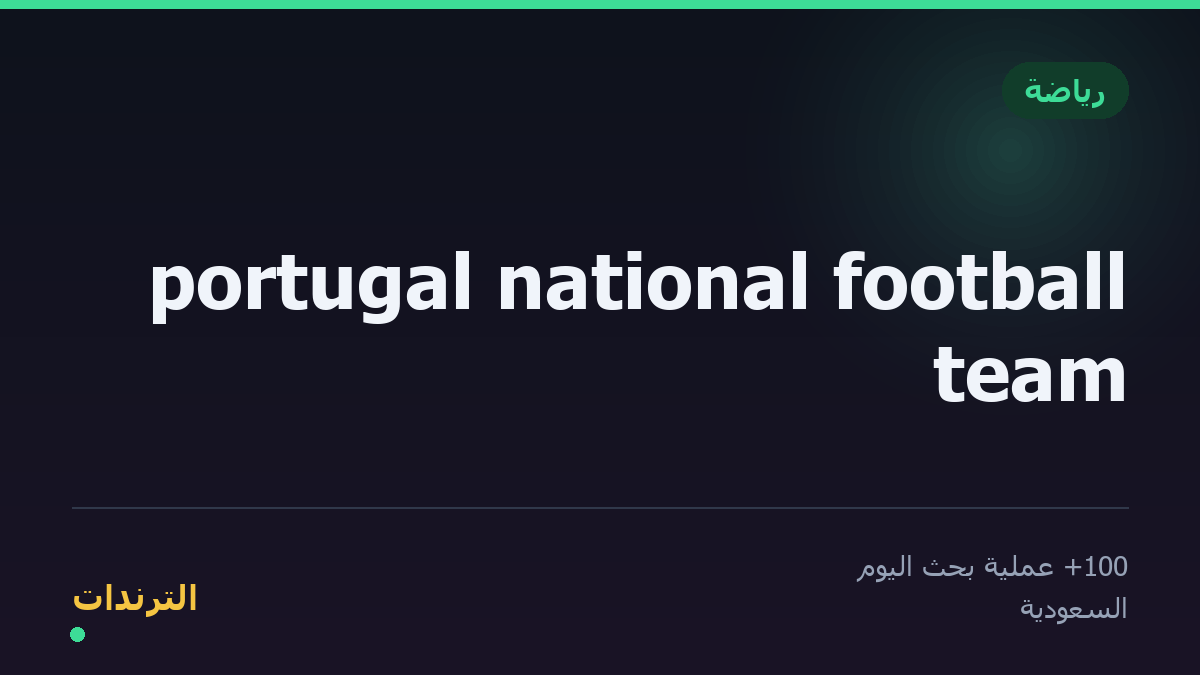 رياضة
portugal national football
team
100+ عملية بحث اليوم
السعودية
الترندات